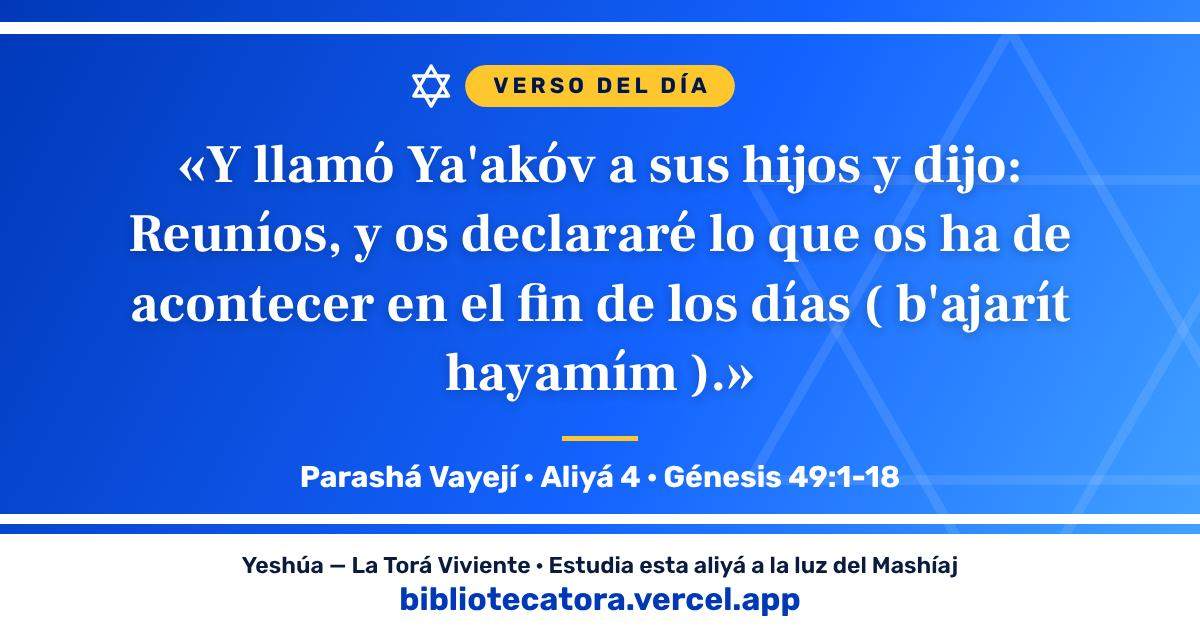 VERSO DEL DÍA
«Y llamó Ya'akóv a sus hijos y dijo:
Reuníos, y os declararé lo que os ha de
acontecer en el fin de los días ( b'ajarít
hayamím ).»
Parashá Vayejí • Aliyá 4 • Génesis 49:1-18
Yeshúa — La Torá Viviente • Estudia esta aliyá a la luz del Mashíaj
bibliotecatora.vercel.app